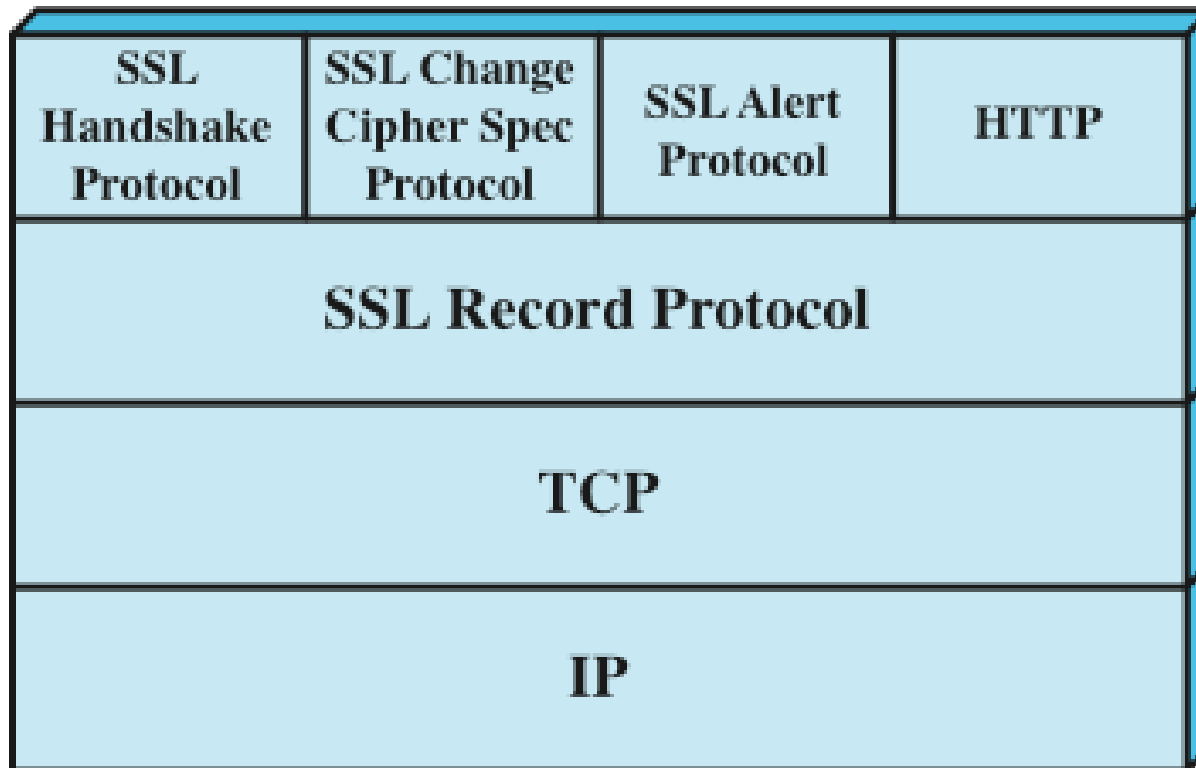 SSL
Handshake
Protocol
SSL Change
Cipher Spec
Protocol
SSL Alert
Protocol
HTTP
SSL Record Protocol
TCP
IP